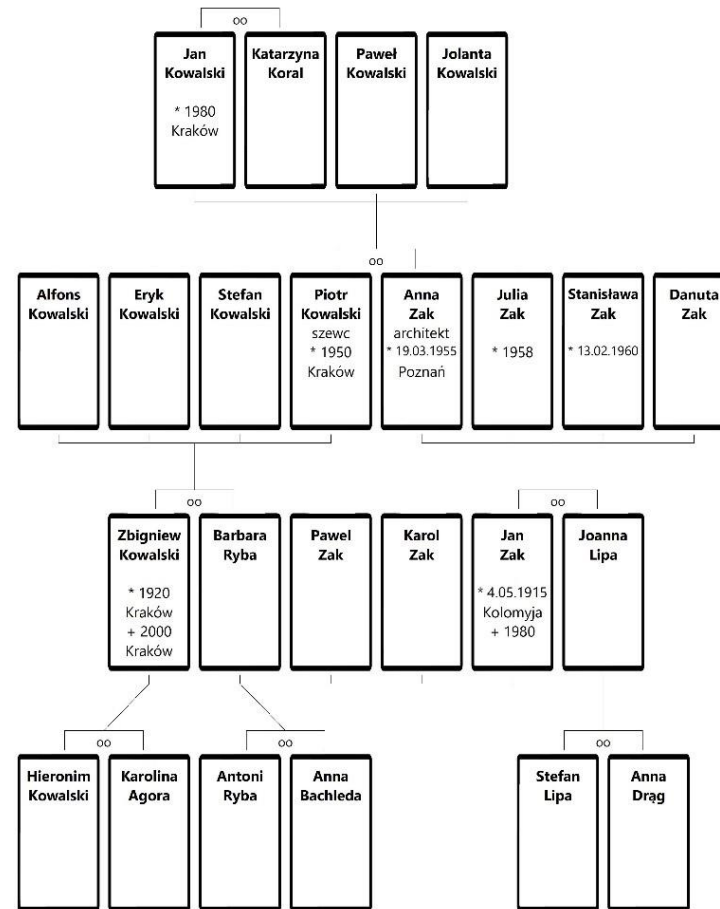 oo
Jan
Kowalski
* 1980
Kraków
Katarzyna
Koral
Paweł
Kowalski
Jolanta
Kowalski
oo
Alfons
Kowalski
Eryk
Kowalski
Stefan
Kowalski
Piotr
Kowalski
szewc
* 1950
Kraków
Anna
Zak
architekt
* 19.03.1955
Poznań
Julia
Zak
* 1958
Stanisława
Zak
* 13.02.1960
Danuta
Zak
oo
oo
Zbigniew
Kowalski
* 1920
Kraków
+ 2000
Kraków
Barbara
Ryba
Pawel
Zak
Karol
Zak
Jan
Zak
* 4.05.1915
Kolomyja
+ 1980
Joanna
Lipa
oo
oo
oo
Hieronim
Kowalski
Karolina
Agora
Antoni
Ryba
Anna
Bachleda
Stefan
Lipa
Anna
Drąg